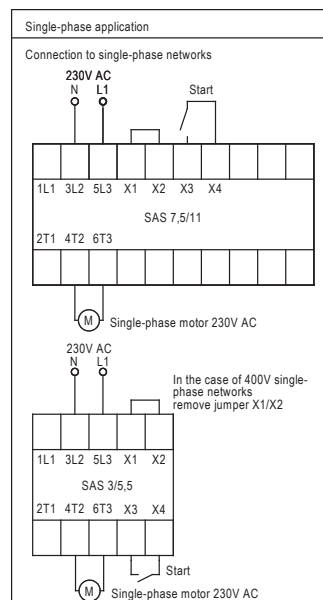 Single-phase application
Connection to single-phase networks
230V AC
N L1
Start
1L1 3L2 5L3 X1 X2 X3 X4
SAS 7,5/11
2T1 4T2 6T3
M
Single-phase motor 230V AC
230V AC
N L1
In the case of 400V single-
phase networks
remove jumper X1/X2
1L1 3L2 5L3 X1 X2
SAS 3/5,5
2T1 4T2 6T3 X3 X4
Start
M
Single-phase motor 230V AC